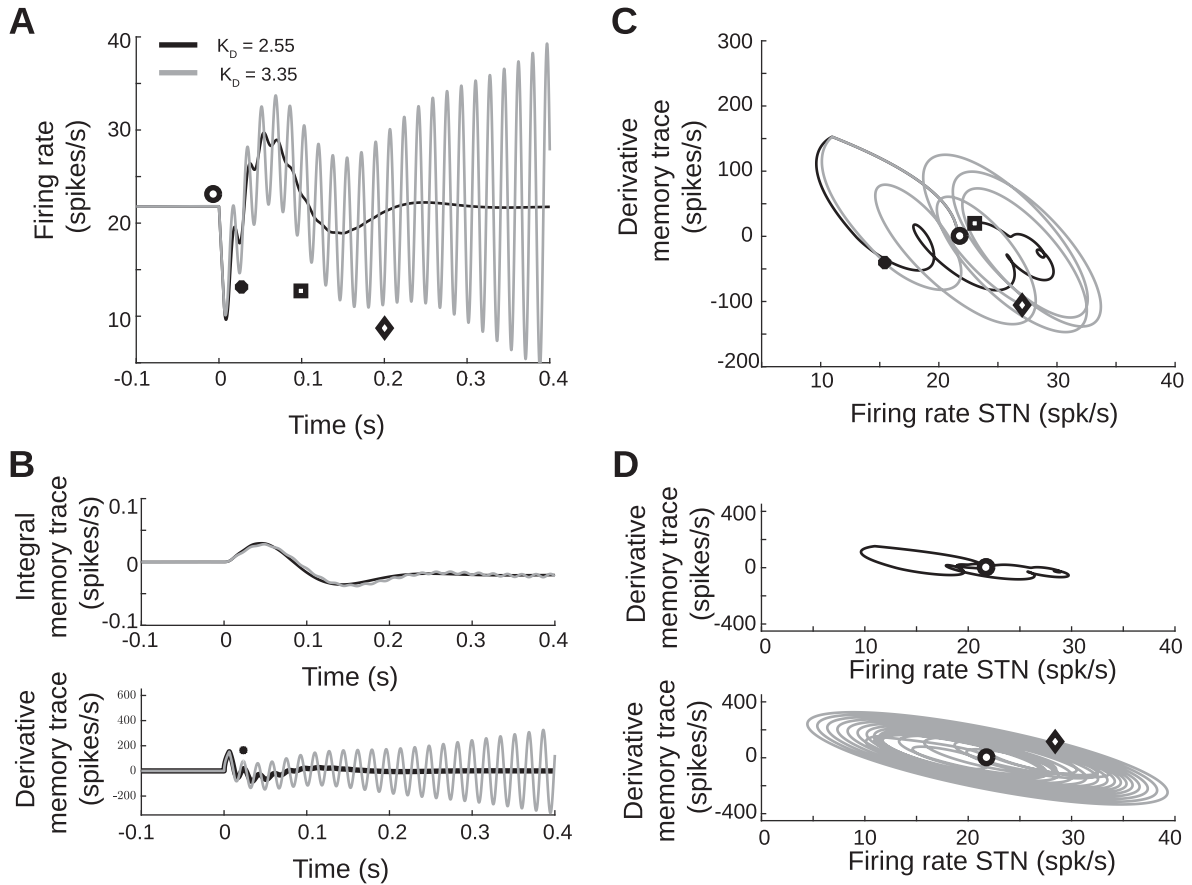 A
Firing rate
(spikes/s)
40
30
20
10
K_D = 2.55
K_D = 3.35
-0.1 0 0.1 0.2 0.3 0.4
Time (s)
C
Derivative
memory trace
(spikes/s)
300
200
100
0
-100
-200
10 20 30 40
Firing rate STN (spk/s)
B
Integral
memory trace
(spikes/s)
0.1
0
-0.1
-0.1 0 0.1 0.2 0.3 0.4
Time (s)
Derivative
memory trace
(spikes/s)
600
400
200
0
-200
-0.1 0 0.1 0.2 0.3 0.4
Time (s)
D
Derivative
memory trace
(spikes/s)
400
0
-400
0 10 20 30 40
Firing rate STN (spk/s)
Derivative
memory trace
(spikes/s)
400
0
-400
0 10 20 30 40
Firing rate STN (spk/s)